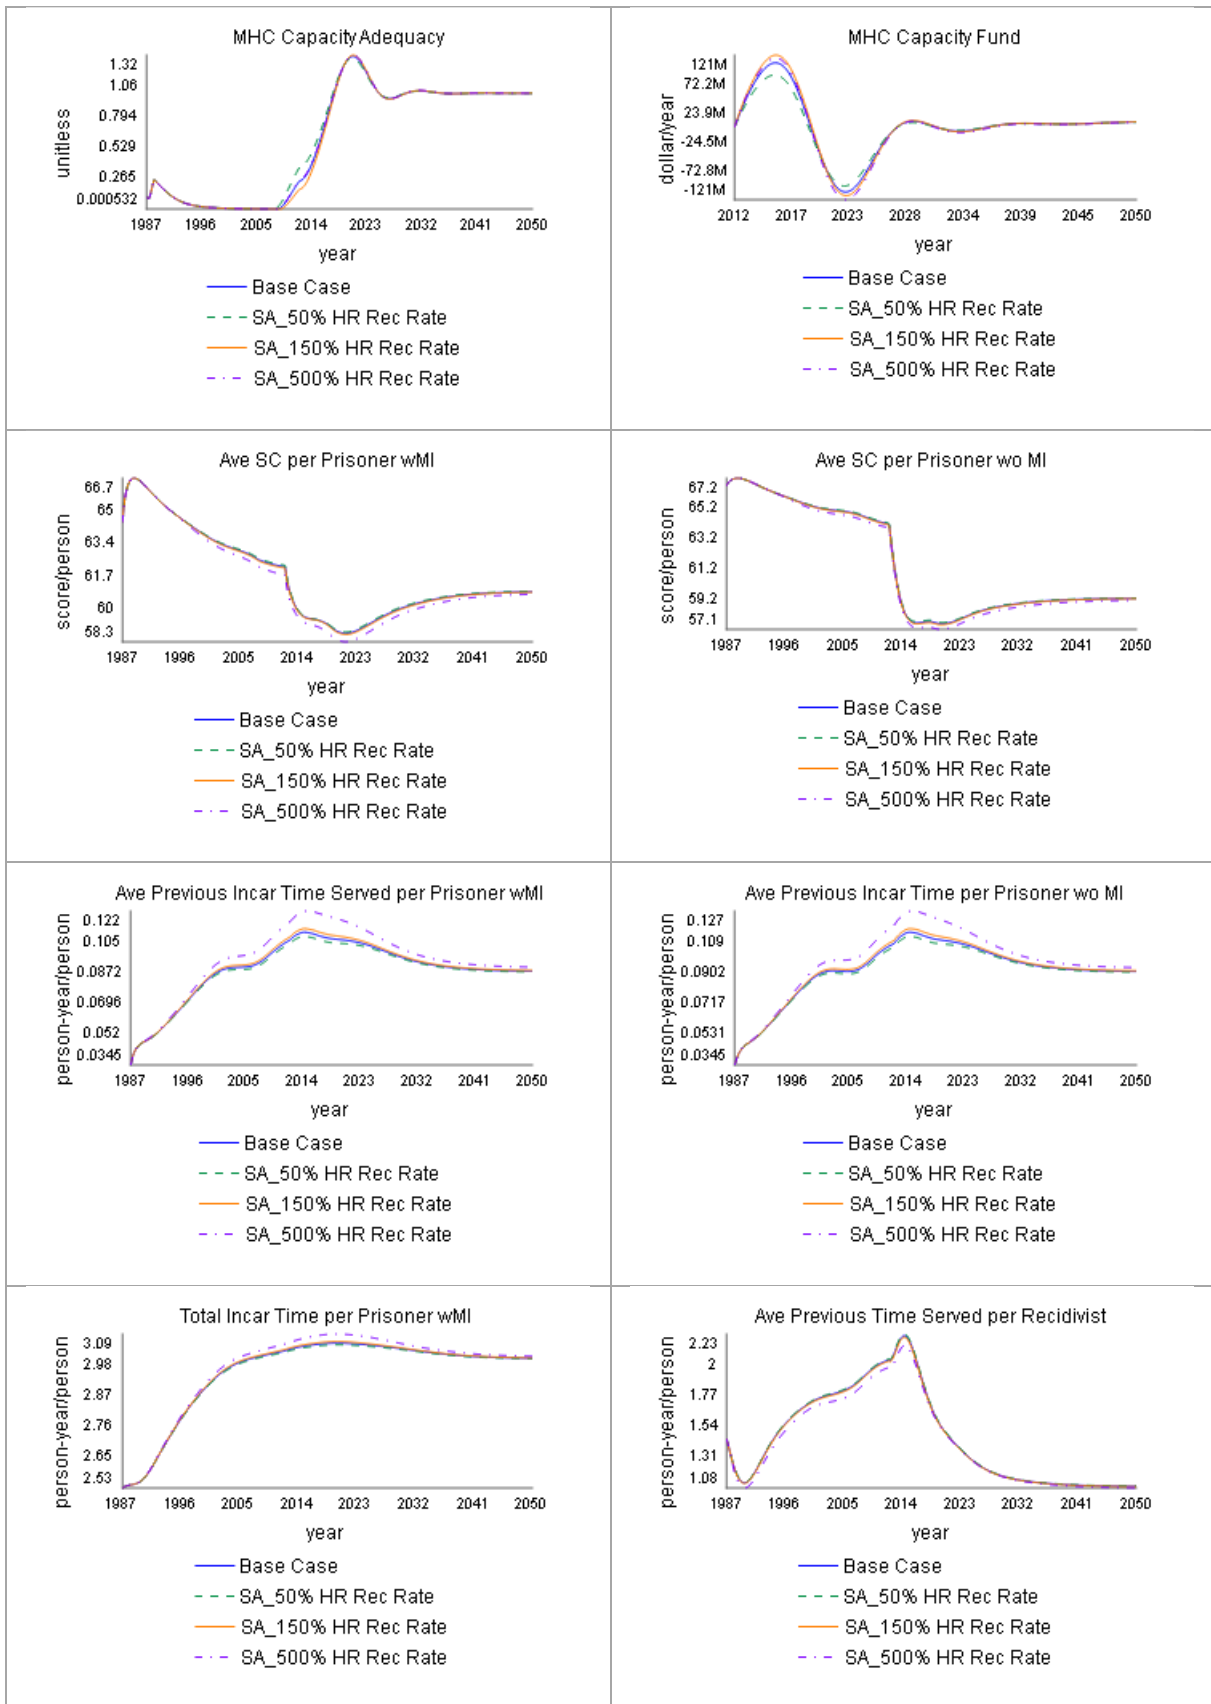 MHC Capacity Adequacy
unitless
1.32
1.06
0.794
0.529
0.265
0.000532
1987 1996 2005 2014 2023 2032 2041 2050
year
Base Case
SA_50% HR Rec Rate
SA_150% HR Rec Rate
SA_500% HR Rec Rate
MHC Capacity Fund
dollar/year
121M
72.2M
23.9M
-24.5M
-72.8M
-121M
2012 2017 2023 2028 2034 2039 2045 2050
year
Base Case
SA_50% HR Rec Rate
SA_150% HR Rec Rate
SA_500% HR Rec Rate
Ave SC per Prisoner wMI
score/person
66.7
65
63.4
61.7
60
58.3
1987 1996 2005 2014 2023 2032 2041 2050
year
Base Case
SA_50% HR Rec Rate
SA_150% HR Rec Rate
SA_500% HR Rec Rate
Ave SC per Prisoner wo MI
score/person
67.2
65.2
63.2
61.2
59.2
57.1
1987 1996 2005 2014 2023 2032 2041 2050
year
Base Case
SA_50% HR Rec Rate
SA_150% HR Rec Rate
SA_500% HR Rec Rate
Ave Previous Incar Time Served per Prisoner wMI
person-year/person
0.122
0.105
0.0872
0.0696
0.052
0.0345
1987 1996 2005 2014 2023 2032 2041 2050
year
Base Case
SA_50% HR Rec Rate
SA_150% HR Rec Rate
SA_500% HR Rec Rate
Ave Previous Incar Time per Prisoner wo MI
person-year/person
0.127
0.109
0.0902
0.0717
0.0531
0.0345
1987 1996 2005 2014 2023 2032 2041 2050
year
Base Case
SA_50% HR Rec Rate
SA_150% HR Rec Rate
SA_500% HR Rec Rate
Total Incar Time per Prisoner wMI
person-year/person
3.09
2.98
2.87
2.76
2.65
2.53
1987 1996 2005 2014 2023 2032 2041 2050
year
Base Case
SA_50% HR Rec Rate
SA_150% HR Rec Rate
SA_500% HR Rec Rate
Ave Previous Time Served per Recidivist
person-year/person
2.23
2
1.77
1.54
1.31
1.08
1987 1996 2005 2014 2023 2032 2041 2050
year
Base Case
SA_50% HR Rec Rate
SA_150% HR Rec Rate
SA_500% HR Rec Rate